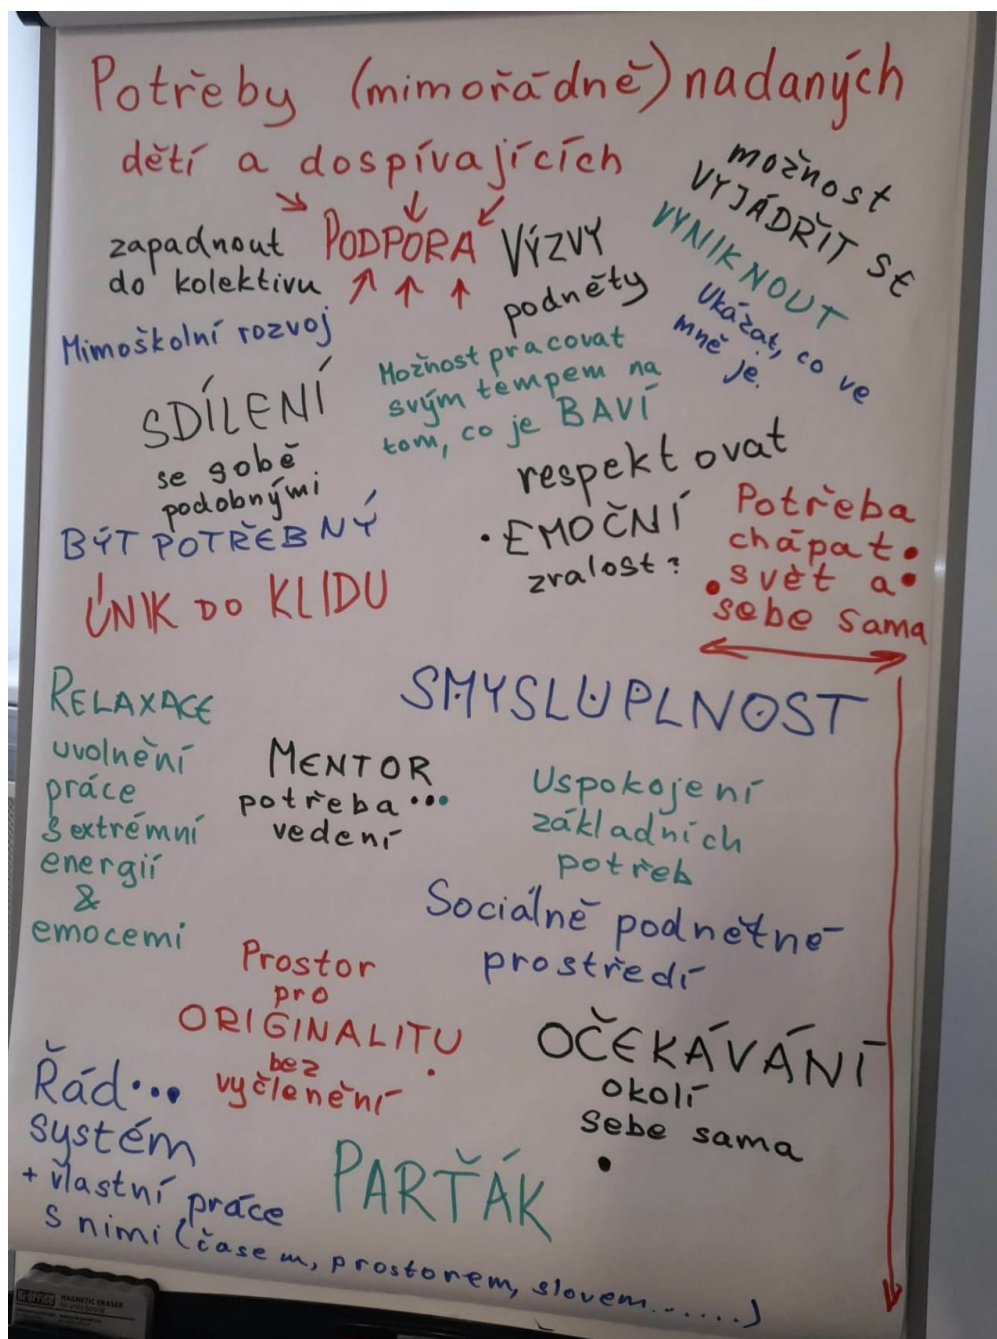 Potřeby (mimořádně) nadaných
dětí a dospívajících
PODPORA
zapadnout
do kolektivu
VÝZVY
podněty
možnost
VYJÁDŘIT SE
VYNIKNOUT
Ukázat, co ve
mně je.
Mimoškolní rozvoj
Možnost pracovat
svým tempem na
tom, co je BAVÍ
SDÍLENÍ
se sobě
podobnými
respektovat
• EMOČNÍ
zralost?
Potřeba
chápat •
• svět a •
sebe sama
BÝT POTŘEBNÝ
ÚNIK DO KLIDU
SMYSLUPLNOST
RELAXACE
uvolnění
práce
s extrémní
energií
&
emocemi
MENTOR
potřeba •••
vedení
Uspokojení
základních
potřeb
Sociálně podnětné
prostředí
Prostor
pro
ORIGINALITU
bez
vyčlenění
OČEKÁVÁNÍ
okolí
sebe sama
•
Řád •••
systém
+ vlastní práce
s nimi (časem, prostorem, slovem.......)
PARŤÁK
BI-OFFICE MAGNETIC ERASER